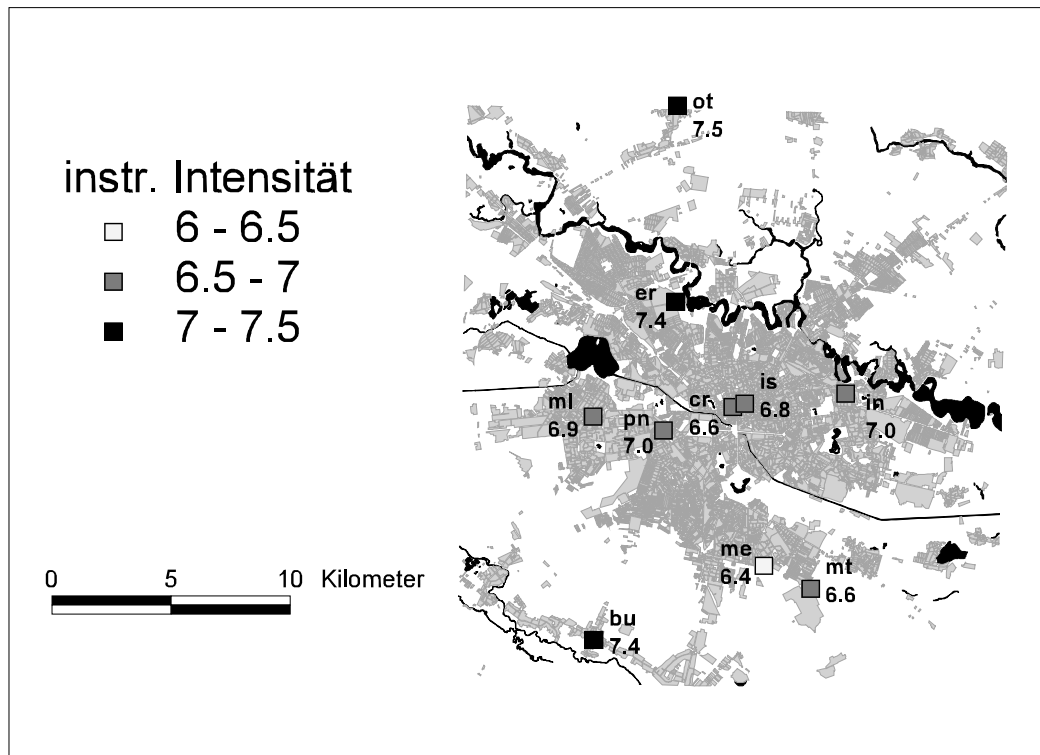 instr. Intensität
6 - 6.5
6.5 - 7
7 - 7.5
0 5 10 Kilometer
ot
7.5
er
7.4
is
6.8
cr
6.6
in
7.0
ml
6.9
pn
7.0
me
6.4
mt
6.6
bu
7.4